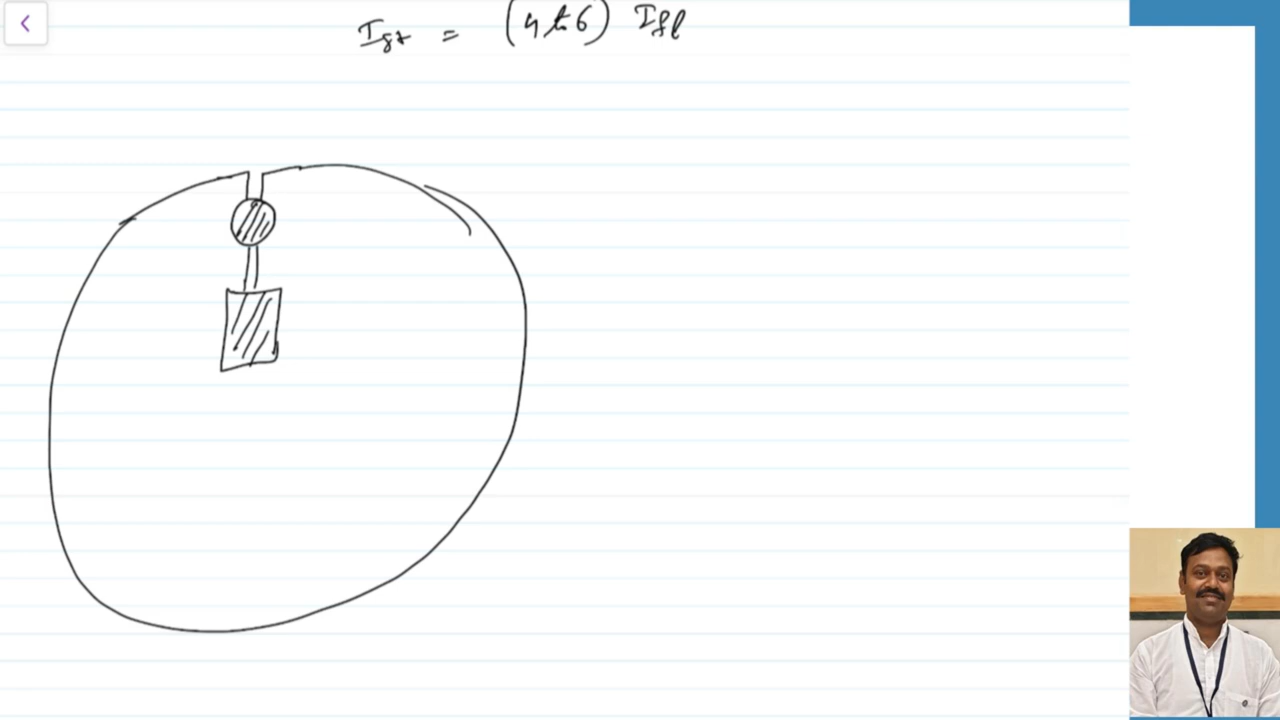 Ist = (4 to 6) Ifl